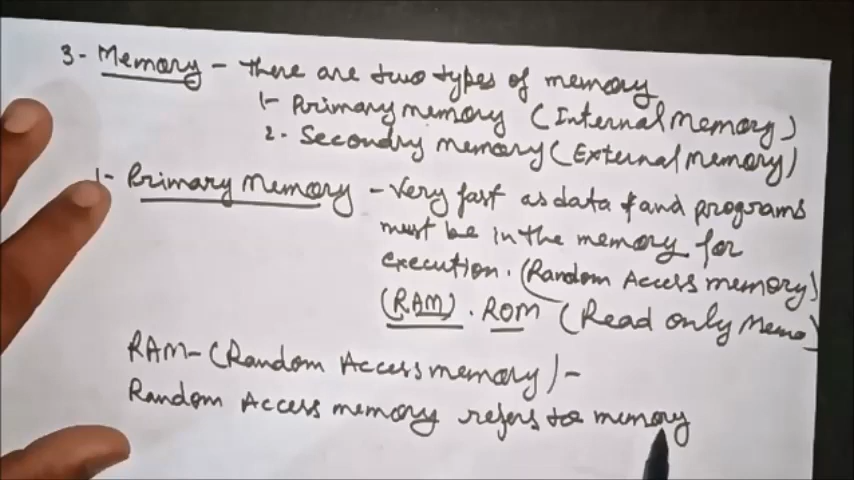 3- Memory - There are two types of memory
1- Primary memory (Internal Memory)
2- Secondry memory (External Memory)
1- Primary Memory - Very fast as data & and programs
must be in the memory for
execution. (Random Access memory)
(RAM). ROM (Read only Memo)
RAM- (Random Access memory) -
Random Access memory refers to memory